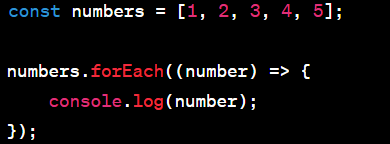 const numbers = [1, 2, 3, 4, 5];
numbers.forEach((number) => {
    console.log(number);
});